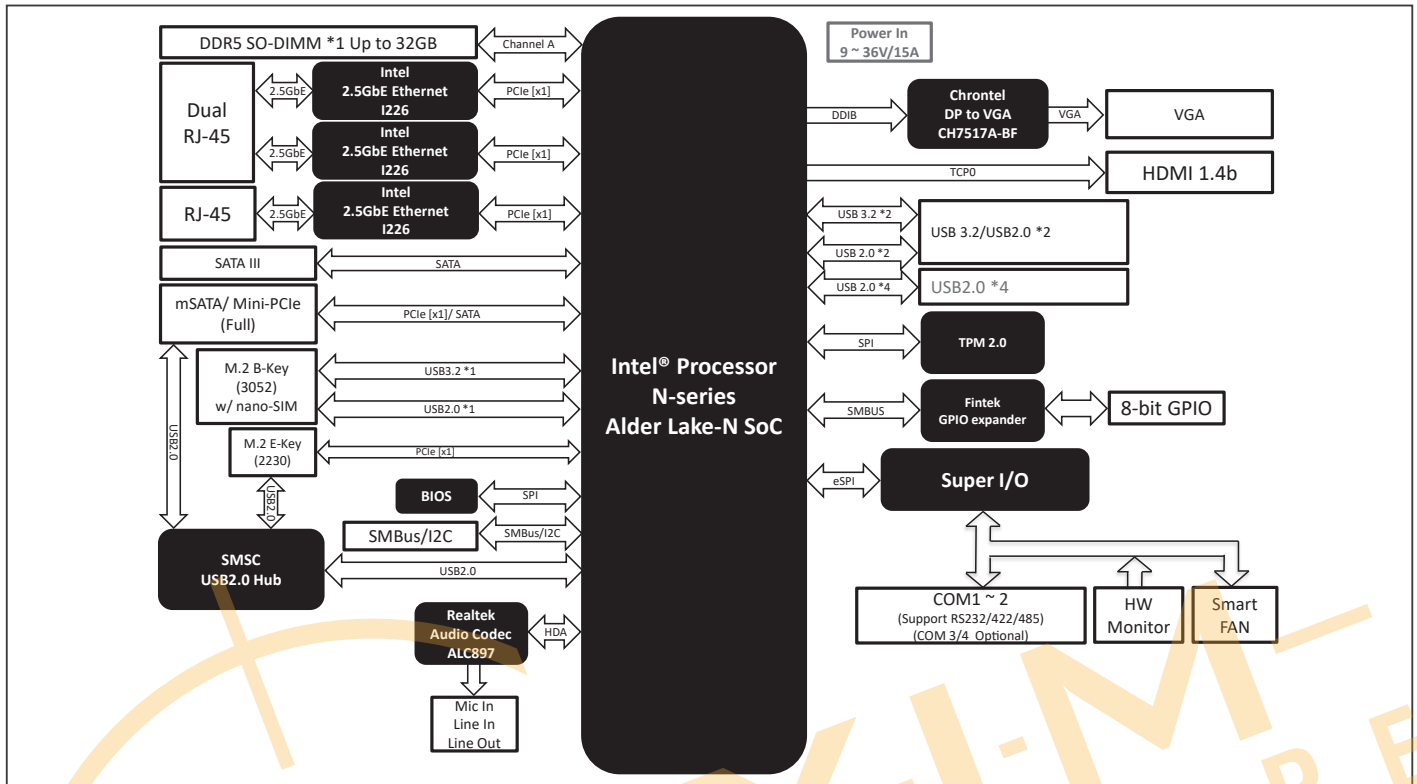 DDR5 SO-DIMM *1 Up to 32GB
Channel A
Dual
RJ-45
2.5GbE
Intel
2.5GbE Ethernet
I226
PCIe [x1]
2.5GbE
Intel
2.5GbE Ethernet
I226
PCIe [x1]
RJ-45
2.5GbE
Intel
2.5GbE Ethernet
I226
PCIe [x1]
SATA III
SATA
mSATA/ Mini-PCIe
(Full)
PCIe [x1]/ SATA
M.2 B-Key
(3052)
w/ nano-SIM
USB3.2 *1
USB2.0 *1
USB2.0
M.2 E-Key
(2230)
PCIe [x1]
USB2.0
BIOS
SPI
SMBus/I2C
SMBus/I2C
SMSC
USB2.0 Hub
USB2.0
Realtek
Audio Codec
ALC897
HDA
Mic In
Line In
Line Out
Intel® Processor
N-series
Alder Lake-N SoC
Power In
9 ~ 36V/15A
DDIB
Chrontel
DP to VGA
CH7517A-BF
VGA
VGA
TCP0
HDMI 1.4b
USB 3.2 *2
USB 2.0 *2
USB 3.2/USB2.0 *2
USB 2.0 *4
USB2.0 *4
SPI
TPM 2.0
SMBUS
Fintek
GPIO expander
8-bit GPIO
eSPI
Super I/O
COM1 ~ 2
(Support RS232/422/485)
(COM 3/4 Optional)
HW
Monitor
Smart
FAN